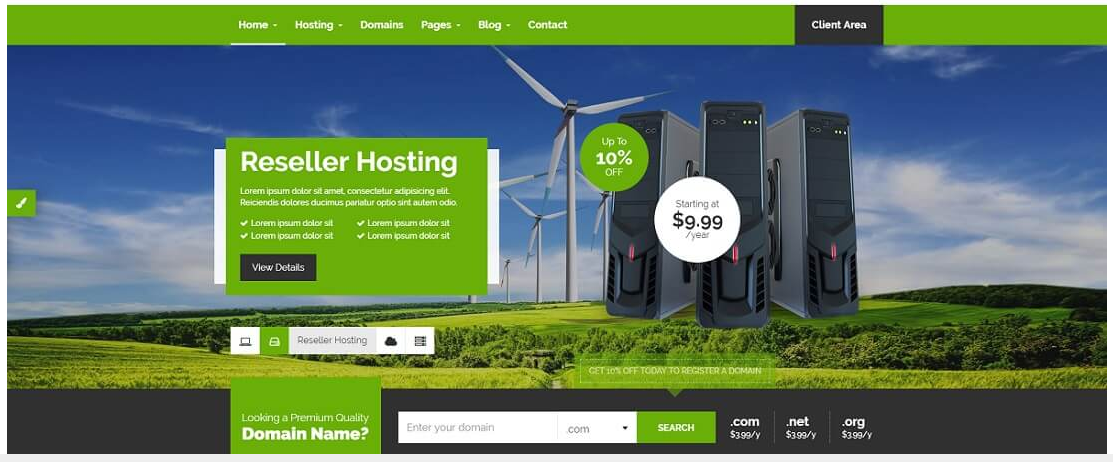 Home Hosting Domains Pages Blog Contact Client Area
Reseller Hosting
Lorem ipsum dolor sit amet, consectetur adipisicing elit.
Reiciendis dolores ducimus pariatur optio sint autem odio.
Lorem ipsum dolor sit Lorem ipsum dolor sit
Lorem ipsum dolor sit Lorem ipsum dolor sit
View Details
Up To
10%
OFF
Starting at
$9.99
/year
Reseller Hosting
GET 10% OFF TODAY TO REGISTER A DOMAIN
Looking a Premium Quality
Domain Name?
Enter your domain .com SEARCH
.com .net .org
$3.99/y $3.99/y $3.99/y